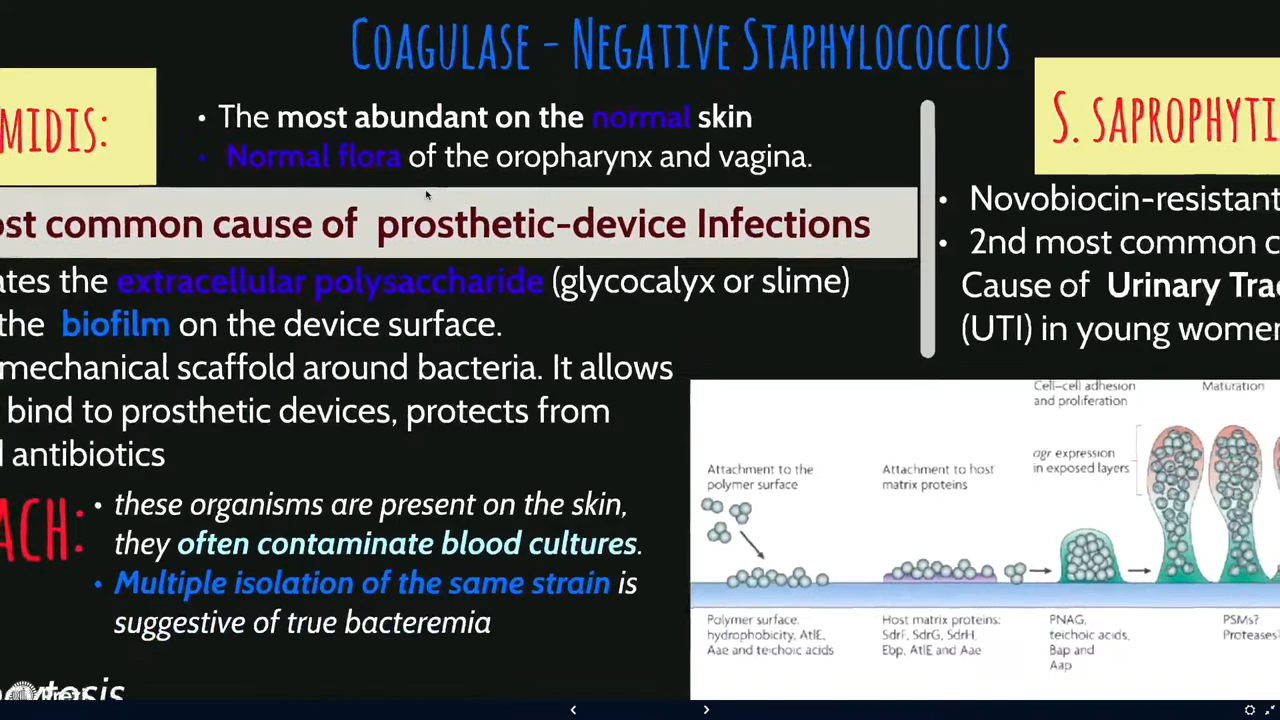 COAGULASE - NEGATIVE STAPHYLOCOCCUS
MIDIS:
• The most abundant on the normal skin
• Normal flora of the oropharynx and vagina.
ost common cause of prosthetic-device Infections
ates the extracellular polysaccharide (glycocalyx or slime)
the biofilm on the device surface.
mechanical scaffold around bacteria. It allows
bind to prosthetic devices, protects from
d antibiotics
ACH:
• these organisms are present on the skin,
they often contaminate blood cultures.
• Multiple isolation of the same strain is
suggestive of true bacteremia
S. SAPROPHYTI
• Novobiocin-resistant
• 2nd most common c
Cause of Urinary Tra
(UTI) in young women
Cell–cell adhesion
and proliferation
Maturation
agr expression
in exposed layers
Attachment to the
polymer surface
Attachment to host
matrix proteins
Polymer surface.
hydrophobicity, AtlE,
Aae and teichoic acids
Host matrix proteins:
SdrF, SdrG, SdrH,
Ebp, AtlE and Aae
PNAG,
teichoic acids,
Bap and
Aap
PSMs?
Proteases?